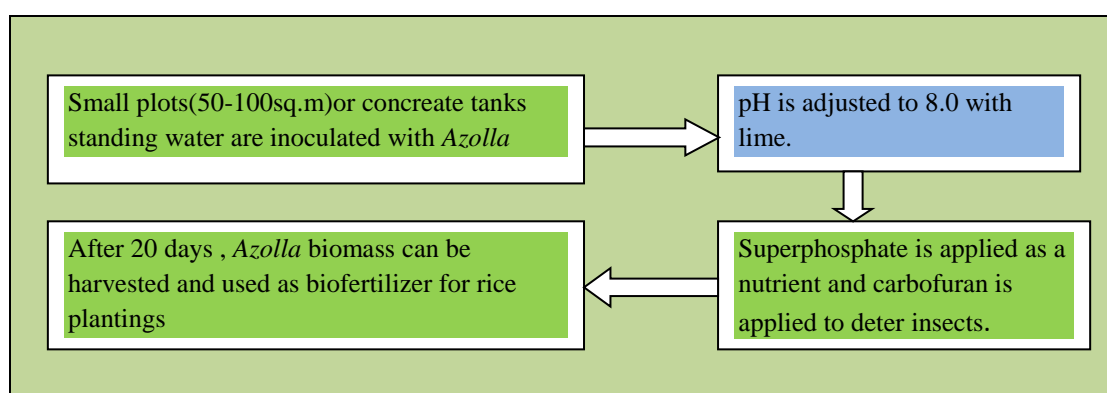 Small plots(50-100sq.m)or concreate tanks
standing water are inoculated with Azolla
pH is adjusted to 8.0 with
lime.
Superphosphate is applied as a
nutrient and carbofuran is
applied to deter insects.
After 20 days , Azolla biomass can be
harvested and used as biofertilizer for rice
plantings